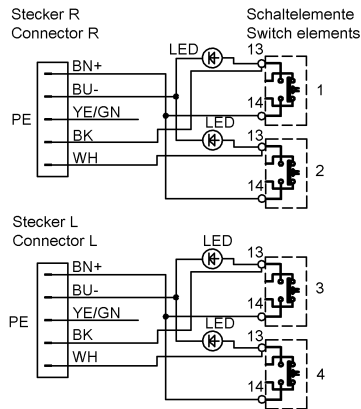 Stecker R
Connector R
Schaltelemente
Switch elements
LED
13
BN+
BU-
1
14
YE/GN
PE
LED
13
BK
WH
2
14
Stecker L
Connector L
LED
13
BN+
BU-
3
14
YE/GN
PE
LED
13
BK
WH
4
14